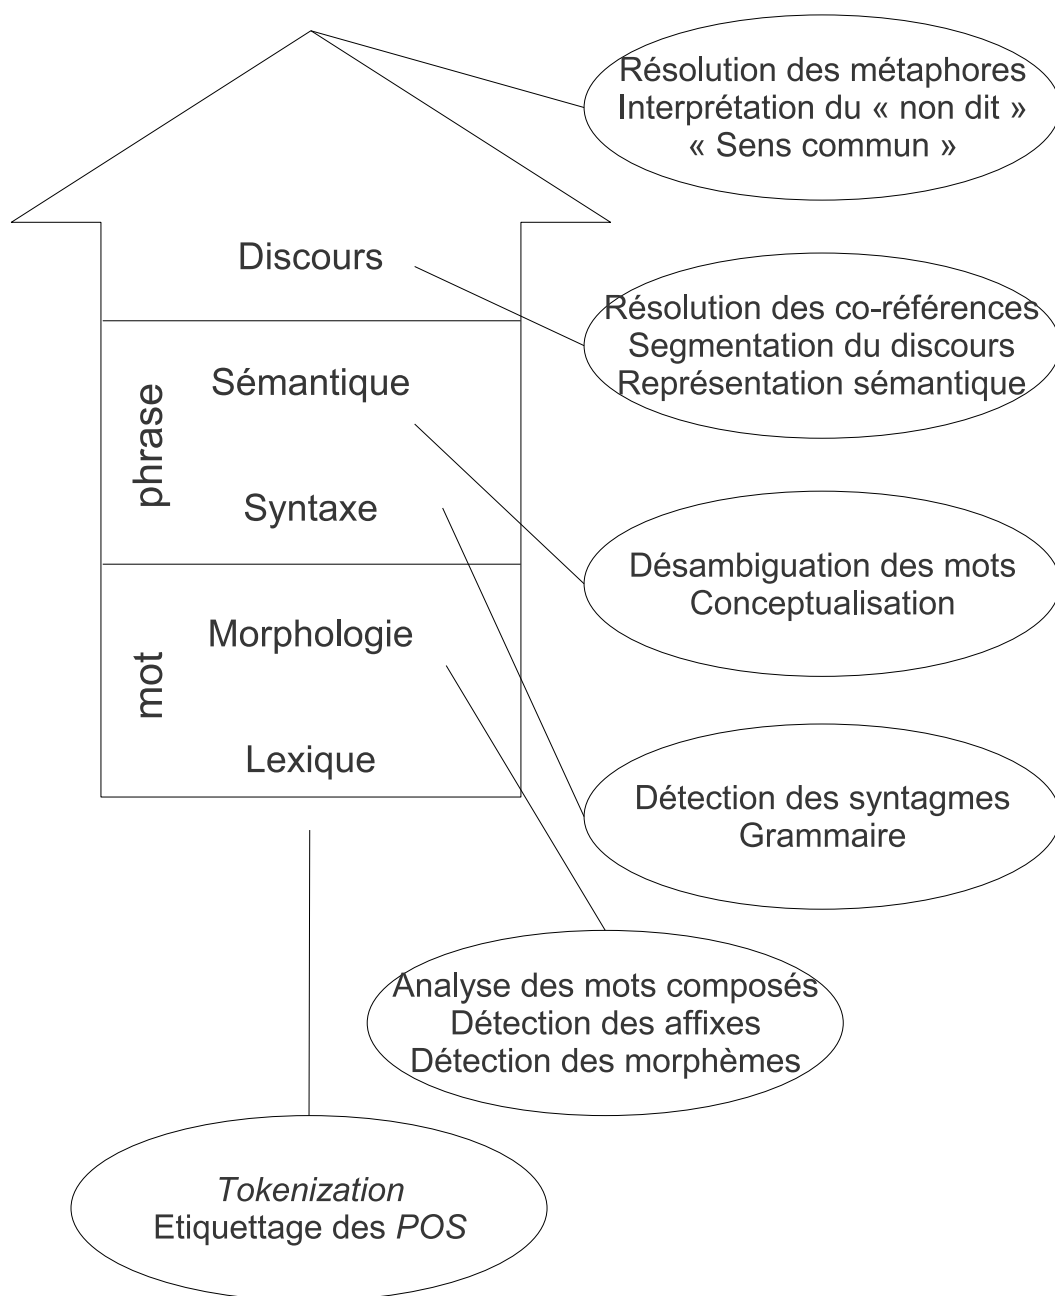 Résolution des métaphores
Interprétation du « non dit »
« Sens commun »
Discours
Résolution des co-référénces
Segmentation du discours
Représentation sémantique
phrase
Sémantique
Syntaxe
Désambiguation des mots
Conceptualisation
mot
Morphologie
Lexique
Détection des syntagmes
Grammaire
Analyse des mots composés
Détection des affixes
Détection des morphèmes
Tokenization
Etiquettage des POS